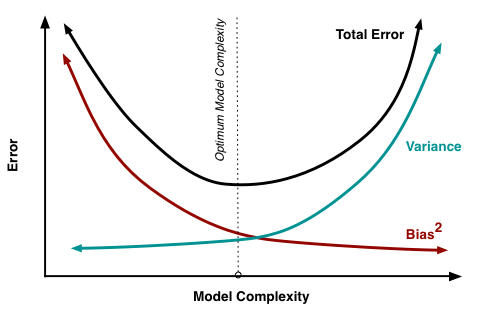 Total Error
Optimum Model Complexity
Variance
Error
Bias²
Model Complexity